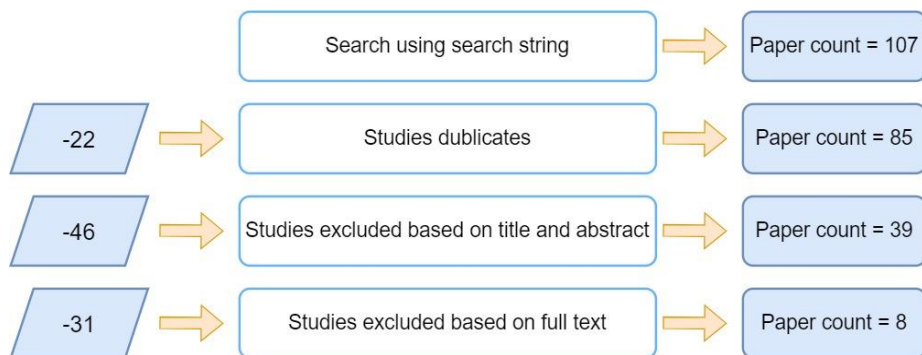 Search using search string
Paper count = 107
-22
Studies dublicates
Paper count = 85
-46
Studies excluded based on title and abstract
Paper count = 39
-31
Studies excluded based on full text
Paper count = 8